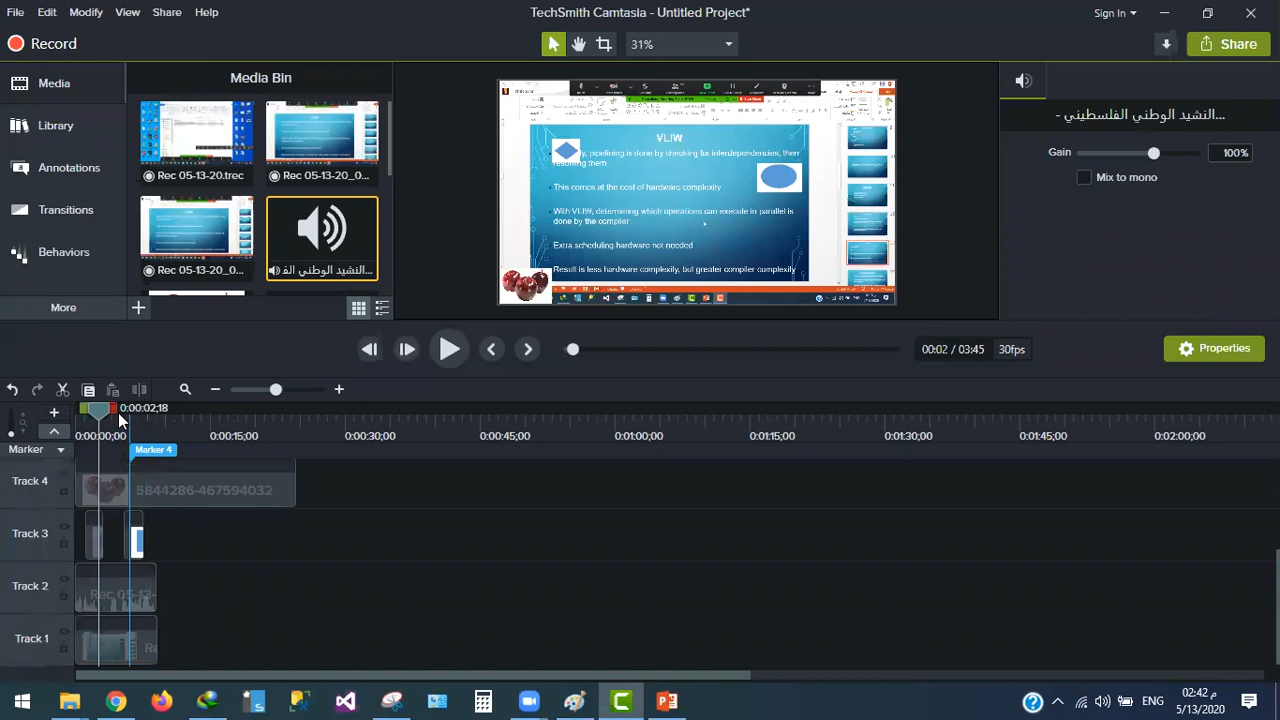 File Edit Modify View Share Help
TechSmith Camtasia - Untitled Project*
Sign In
Record
31%
Share
Media
Library
Annotations
Transitions
Behaviors
More
Media Bin
Rec 05-13-20.trec
Rec 05-13-20_0...
Rec 05-13-20_0...
النشيد الوطني الف...
VLIW
pipelining is done by checking for interdependencies, then
resolving them
This comes at the cost of hardware complexity
With VLIW, determining which operations can execute in parallel is
done by the compiler
Extra scheduling hardware not needed
Result is less hardware complexity, but greater compiler complexity
Gain
100%
Mix to mono
00:02 / 03:45 30fps
Properties
0:00:02;18
0:00:00;00 0:00:15;00 0:00:30;00 0:00:45;00 0:01:00;00 0:01:15;00 0:01:30;00 0:01:45;00 0:02:00;00
Marker
Marker 4
Track 4
5844286-467594032
Track 3
Track 2
Rec 05-13-
Track 1
ENG
02:42 م
5/13/2020